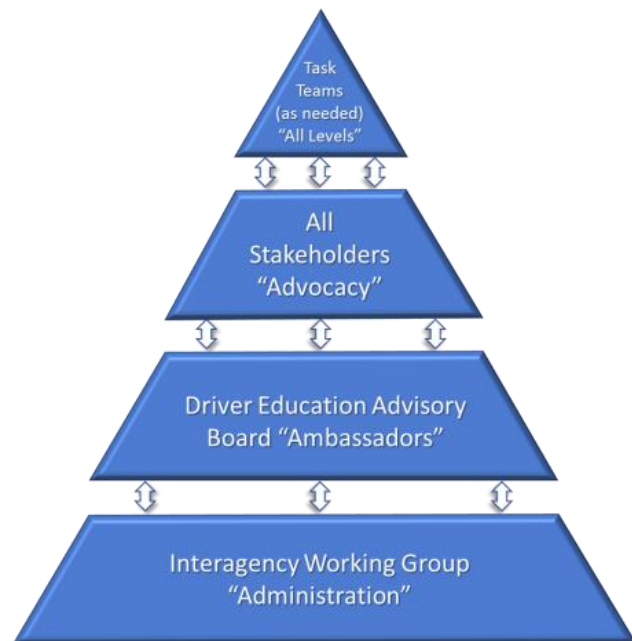 Task
Teams
(as needed)
“All Levels”
All
Stakeholders
“Advocacy”
Driver Education Advisory
Board “Ambassadors”
Interagency Working Group
“Administration”